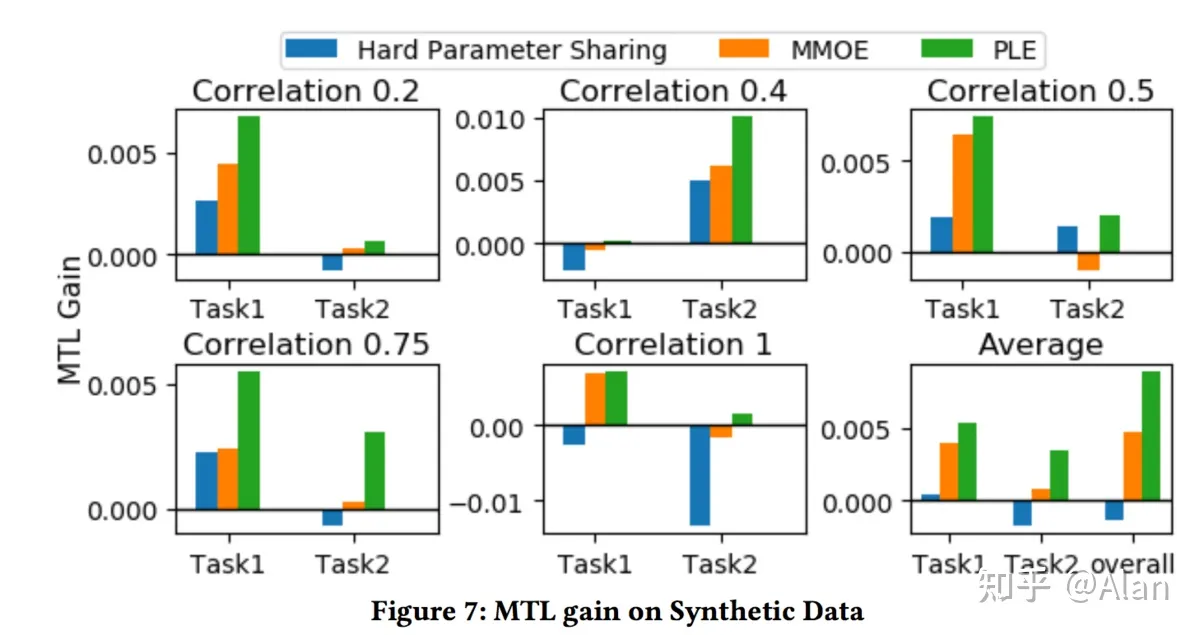 Hard Parameter Sharing MMOE PLE
Correlation 0.2 Correlation 0.4 Correlation 0.5
0.005
0.000
Task1 Task2
0.010
0.005
0.000
Task1 Task2
0.005
0.000
Task1 Task2
MTL Gain
Correlation 0.75 Correlation 1 Average
0.005
0.000
Task1 Task2
0.00
−0.01
Task1 Task2
0.005
0.000
Task1 Task2 overall
知乎 @Alan
Figure 7: MTL gain on Synthetic Data